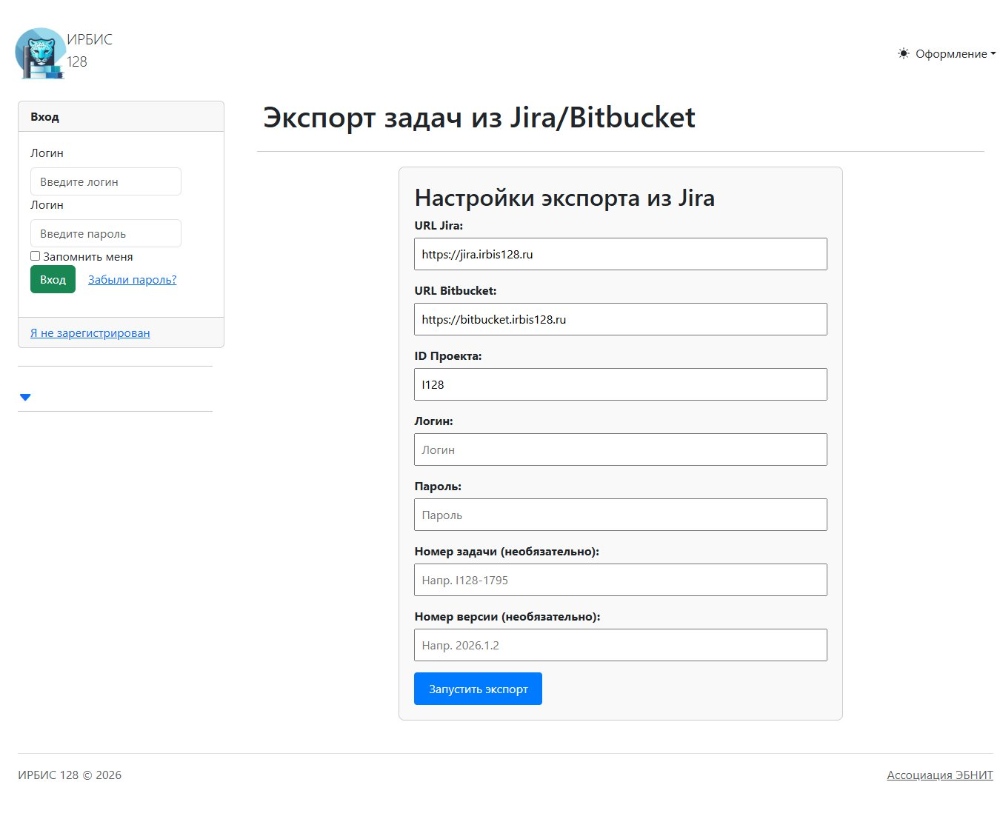 ИРБИС
128
Оформление
Вход
Логин
Введите логин
Логин
Введите пароль
Запомнить меня
Вход Забыли пароль?
Я не зарегистрирован
Экспорт задач из Jira/Bitbucket
Настройки экспорта из Jira
URL Jira:
https://jira.irbis128.ru
URL Bitbucket:
https://bitbucket.irbis128.ru
ID Проекта:
I128
Логин:
Логин
Пароль:
Пароль
Номер задачи (необязательно):
Напр. I128-1795
Номер версии (необязательно):
Напр. 2026.1.2
Запустить экспорт
ИРБИС 128 © 2026
Ассоциация ЭБНИТ